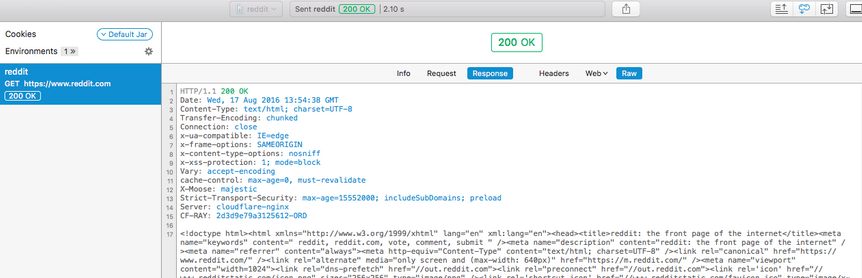 reddit
Sent reddit 200 OK | 2.10 s
Cookies
Default Jar
Environments 1 »
reddit
GET https://www.reddit.com
200 OK
200 OK
Info Request Response Headers Web Raw
1 HTTP/1.1 200 OK
2 Date: Wed, 17 Aug 2016 13:54:38 GMT
3 Content-Type: text/html; charset=UTF-8
4 Transfer-Encoding: chunked
5 Connection: close
6 x-ua-compatible: IE=edge
7 x-frame-options: SAMEORIGIN
8 x-content-type-options: nosniff
9 x-xss-protection: 1; mode=block
10 Vary: accept-encoding
11 cache-control: max-age=0, must-revalidate
12 X-Moose: majestic
13 Strict-Transport-Security: max-age=15552000; includeSubDomains; preload
14 Server: cloudflare-nginx
15 CF-RAY: 2d3d9e79a3125612-ORD
16
17 <!doctype html><html xmlns="http://www.w3.org/1999/xhtml" lang="en" xml:lang="en"><head><title>reddit: the front page of the internet</title><meta
name="keywords" content=" reddit, reddit.com, vote, comment, submit " /><meta name="description" content="reddit: the front page of the internet" /
><meta name="referrer" content="always"><meta http-equiv="Content-Type" content="text/html; charset=UTF-8" /><link rel="canonical" href="https://
www.reddit.com/" /><link rel="alternate" media="only screen and (max-width: 640px)" href="https://m.reddit.com/" /><meta name="viewport"
content="width=1024"><link rel="dns-prefetch" href="//out.reddit.com"><link rel="preconnect" href="//out.reddit.com"><link rel='icon' href="//